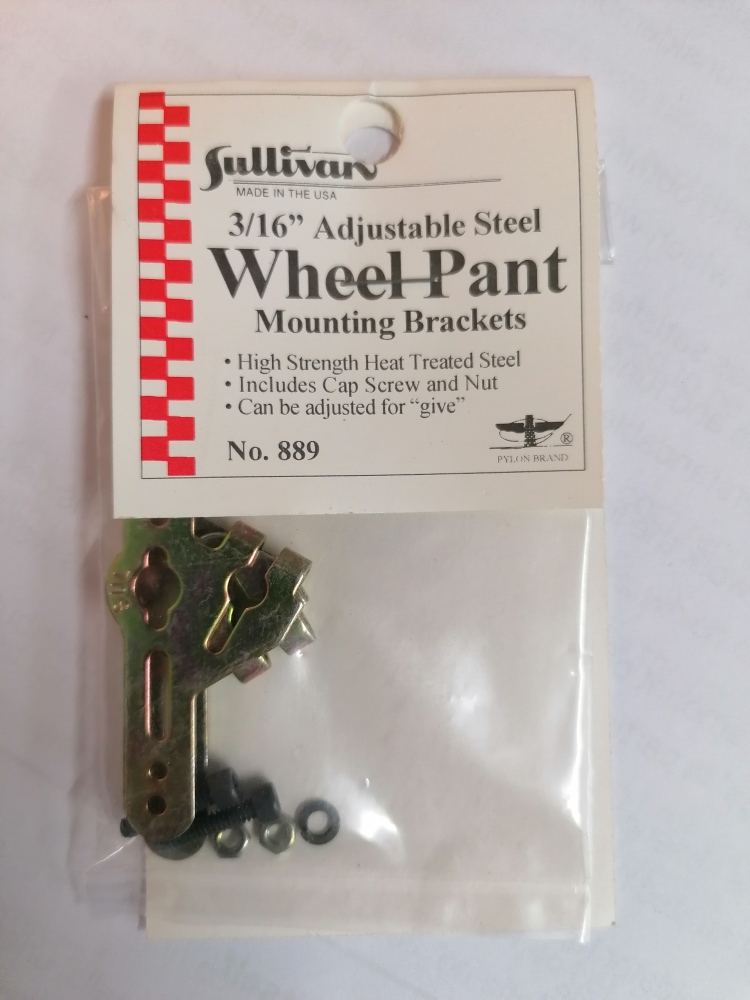 Sullivan
MADE IN THE USA
3/16” Adjustable Steel
Wheel Pant
Mounting Brackets
• High Strength Heat Treated Steel
• Includes Cap Screw and Nut
• Can be adjusted for “give”
No. 889
®
PYLON BRAND